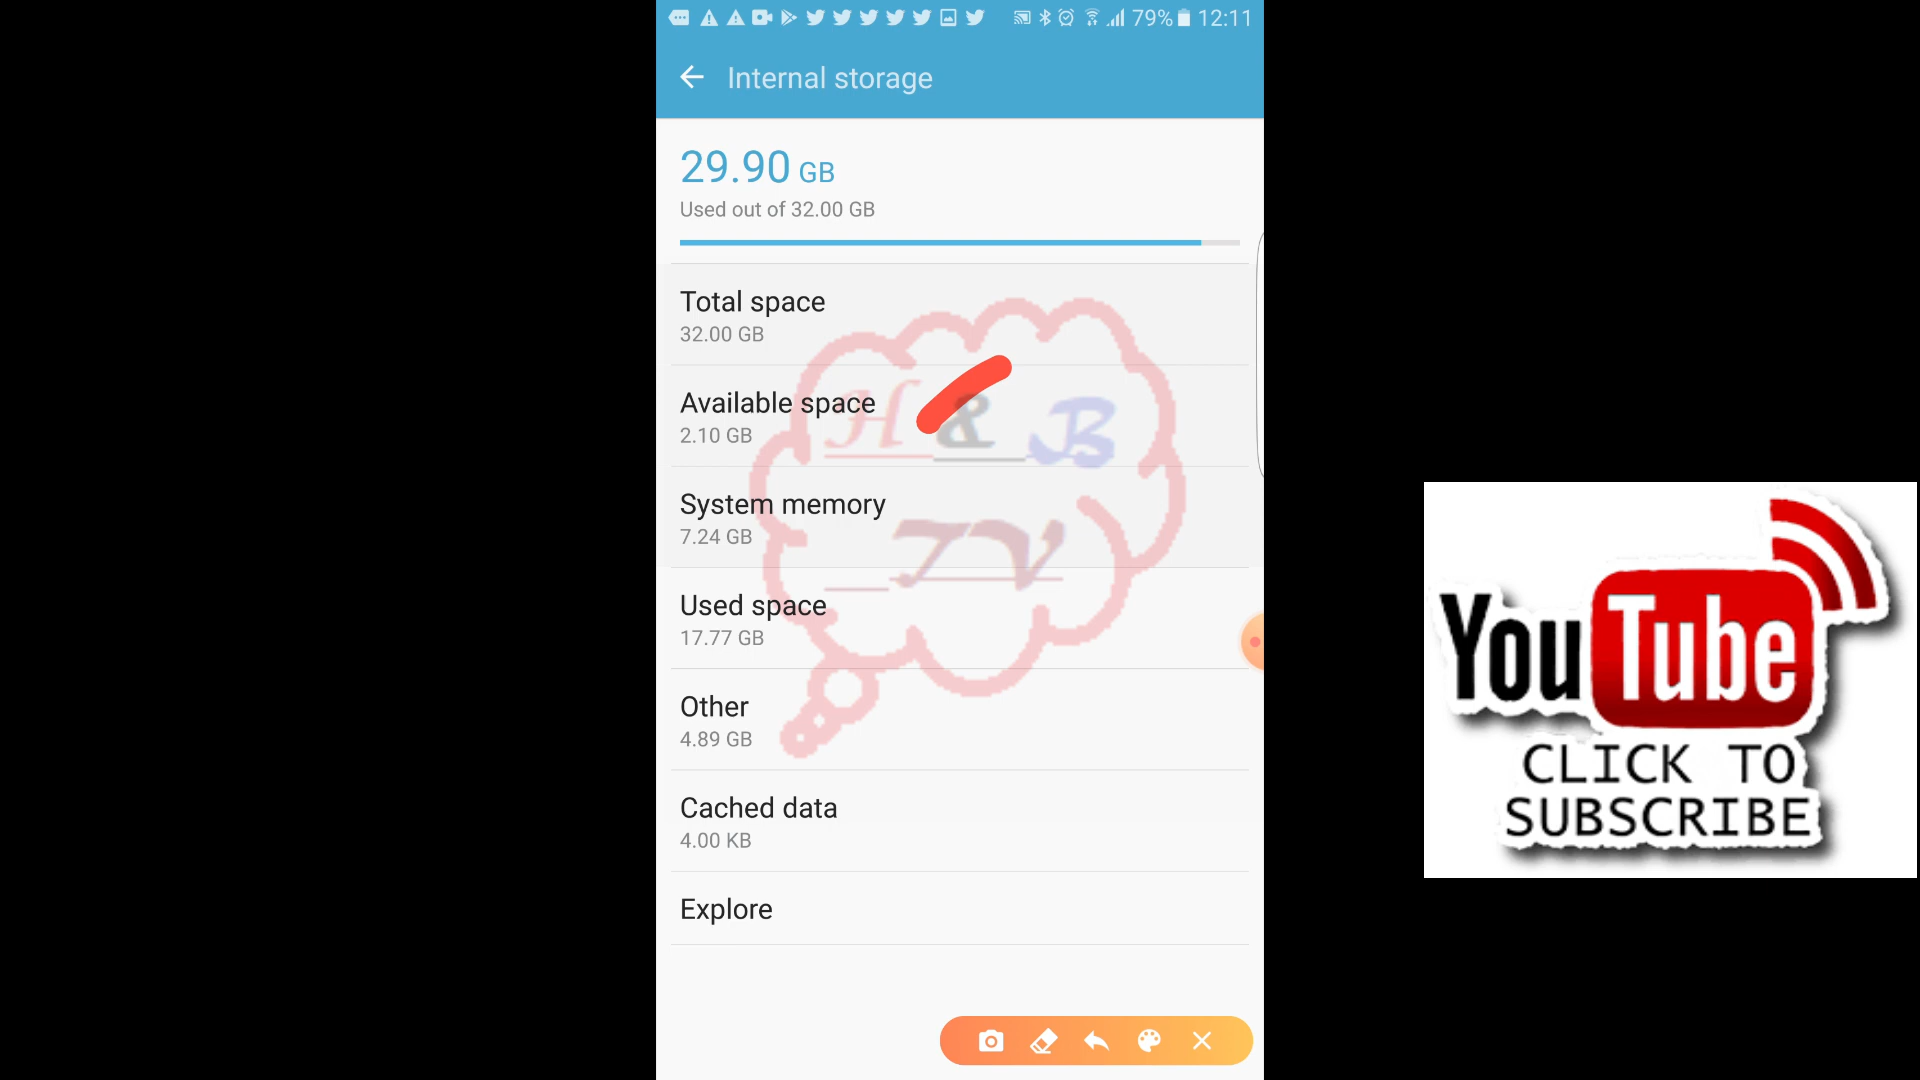 79% 12:11
Internal storage
29.90 GB
Used out of 32.00 GB
Total space
32.00 GB
Available space
2.10 GB
H & B
System memory
7.24 GB
TV
Used space
17.77 GB
Other
4.89 GB
Cached data
4.00 KB
Explore
YouTube
CLICK TO
SUBSCRIBE